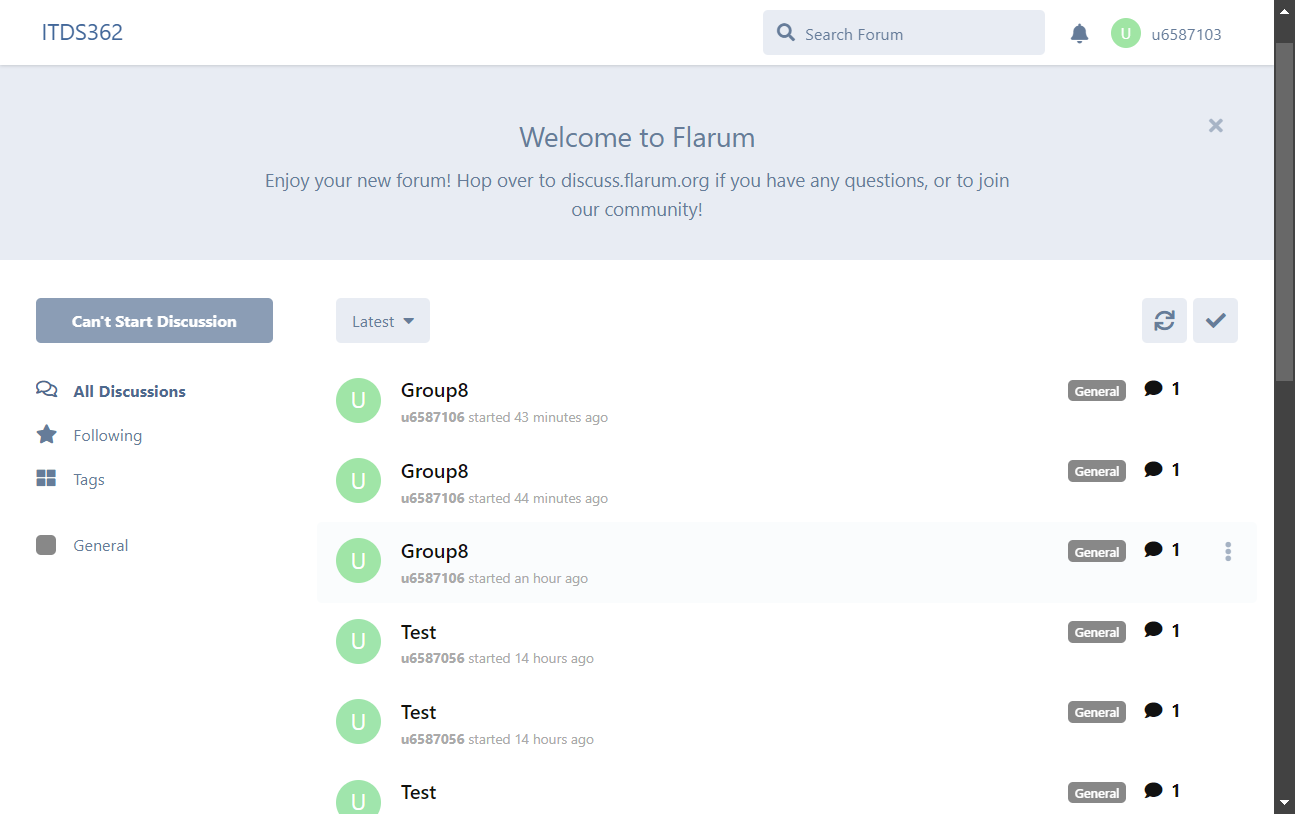 ITDS362
Search Forum
U
u6587103
Welcome to Flarum
Enjoy your new forum! Hop over to discuss.flarum.org if you have any questions, or to join
our community!
Can't Start Discussion
All Discussions
Following
Tags
General
Latest
U
Group8
u6587106 started 43 minutes ago
General
1
U
Group8
u6587106 started 44 minutes ago
General
1
U
Group8
u6587106 started an hour ago
General
1
U
Test
u6587056 started 14 hours ago
General
1
U
Test
u6587056 started 14 hours ago
General
1
U
Test
General
1